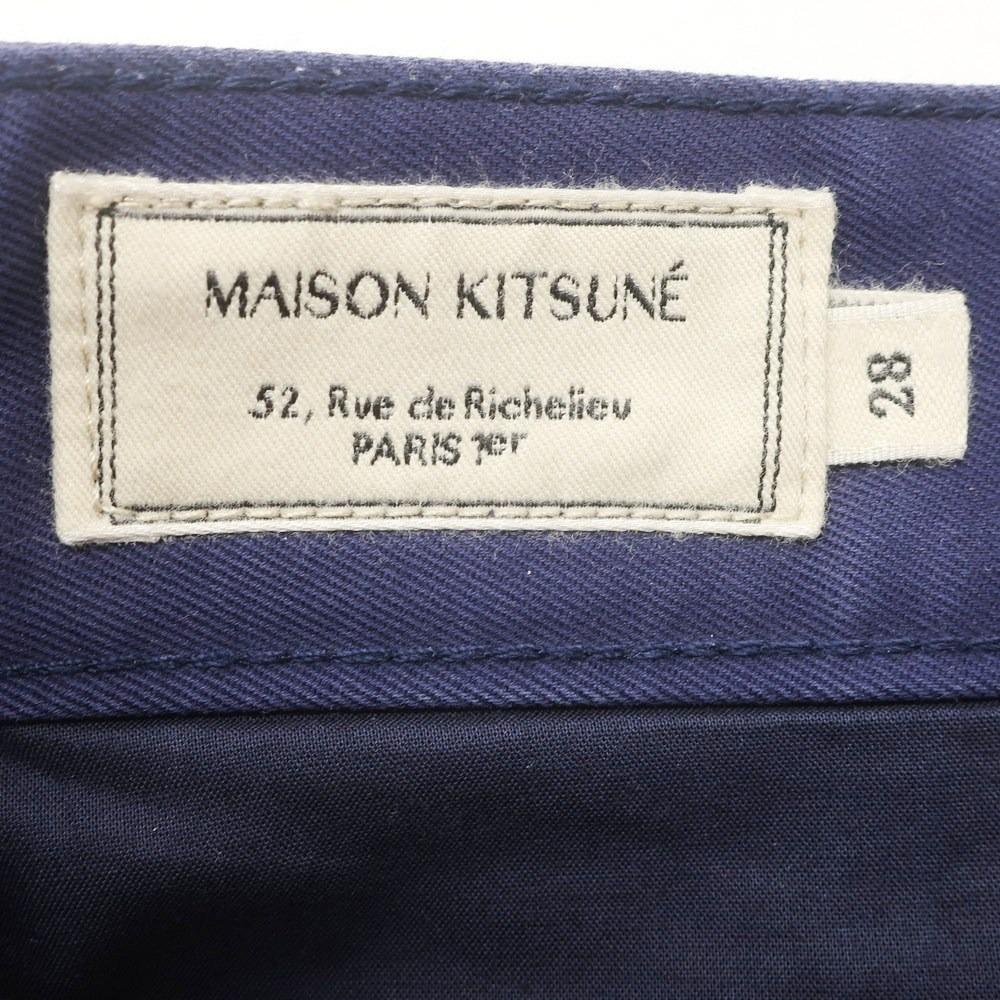 MAISON KITSUNÉ
52, Rue de Richelieu
PARIS 1er
28